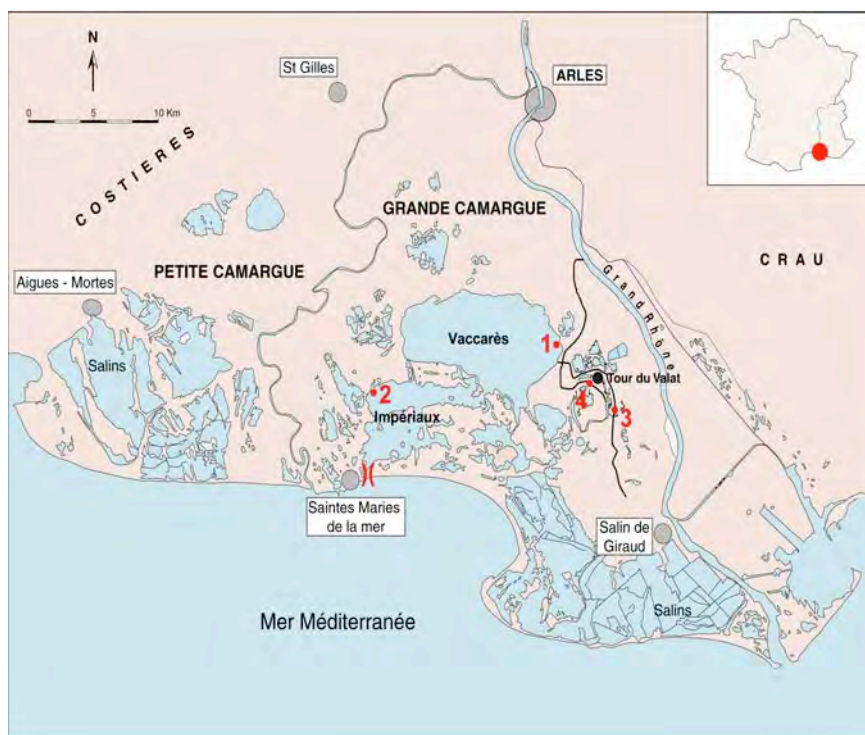 N
0 5 10 Km
St Gilles
ARLES
COSTIERES
GRANDE CAMARGUE
PETITE CAMARGUE
CRAU
Grand Rhône
Aigues - Mortes
Salins
Vaccarès
1
Tour du Valat
2
4
3
Impériaux
)(
Saintes Maries
de la mer
Salin de
Giraud
Salins
Mer Méditerranée